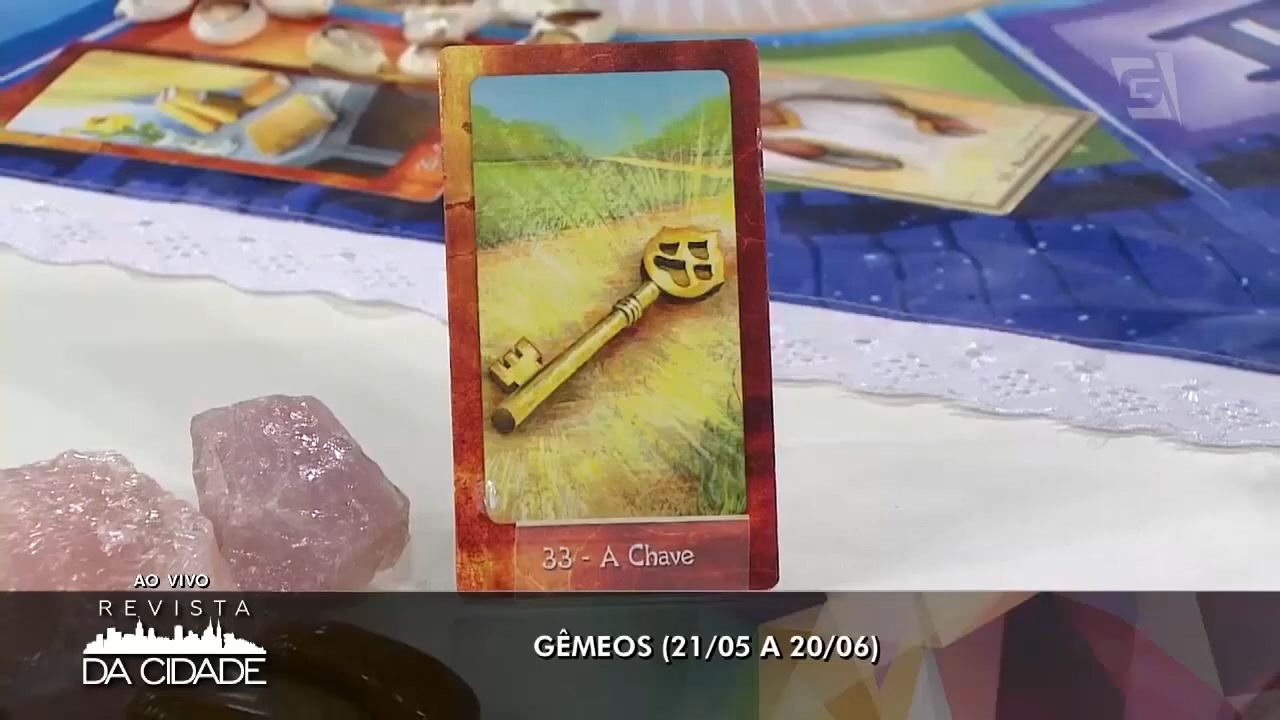 33 - A Chave
AO VIVO
REVISTA
DA CIDADE
GÊMEOS (21/05 A 20/06)